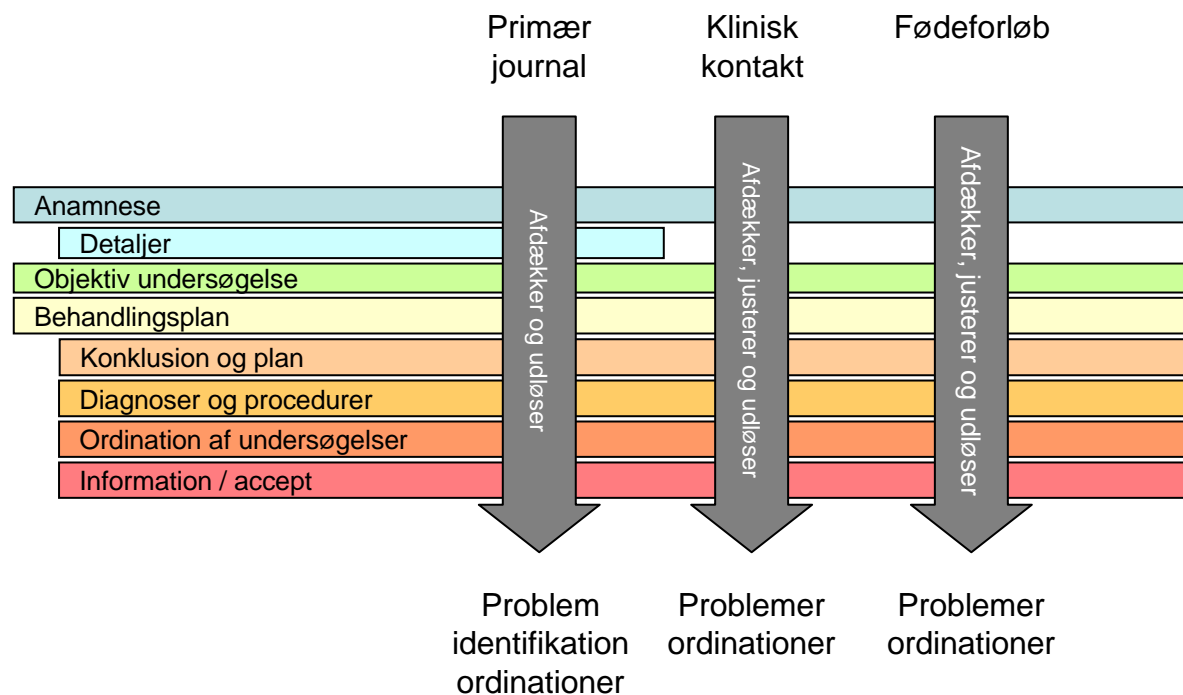 Primær
journal
Klinisk
kontakt
Fødeforløb
Anamnese
Detaljer
Objektiv undersøgelse
Behandlingsplan
Konklusion og plan
Diagnoser og procedurer
Ordination af undersøgelser
Information / accept
Afdækker og udløser
Afdækker, justerer og udløser
Afdækker, justerer og udløser
Problem
identifikation
ordinationer
Problemer
ordinationer
Problemer
ordinationer